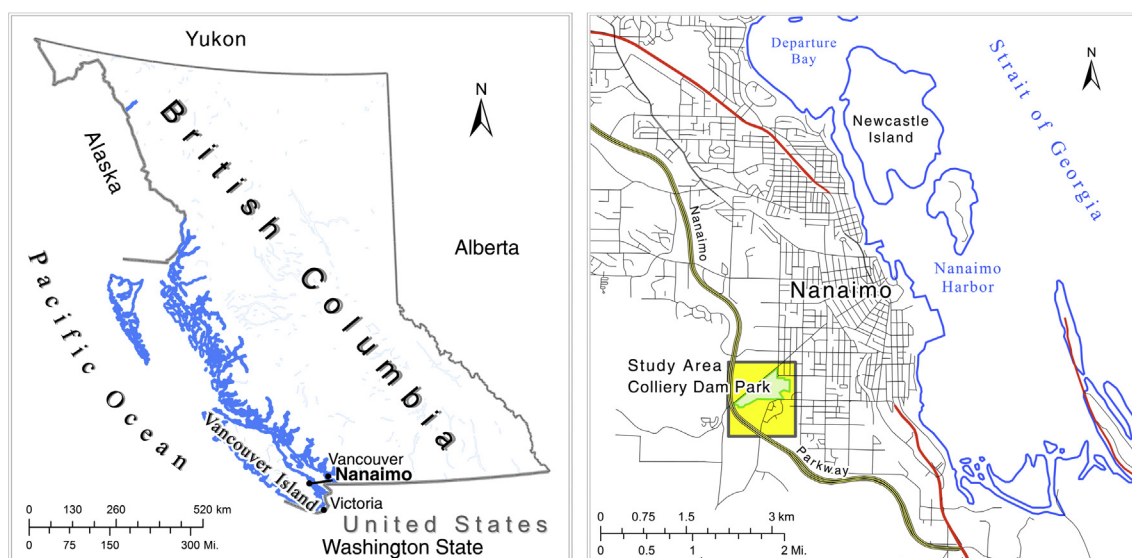 Yukon
N
British Columbia
Alaska
Alberta
Pacific Ocean
Vancouver Island
Vancouver
Nanaimo
Victoria
United States
Washington State
0 130 260 520 km
0 75 150 300 Mi.
Departure
Bay
Strait of Georgia
N
Newcastle
Island
Nanaimo
Nanaimo
Harbor
Nanaimo
Study Area
Colliery Dam Park
Parkway
0 0.75 1.5 3 km
0 0.5 1 2 Mi.